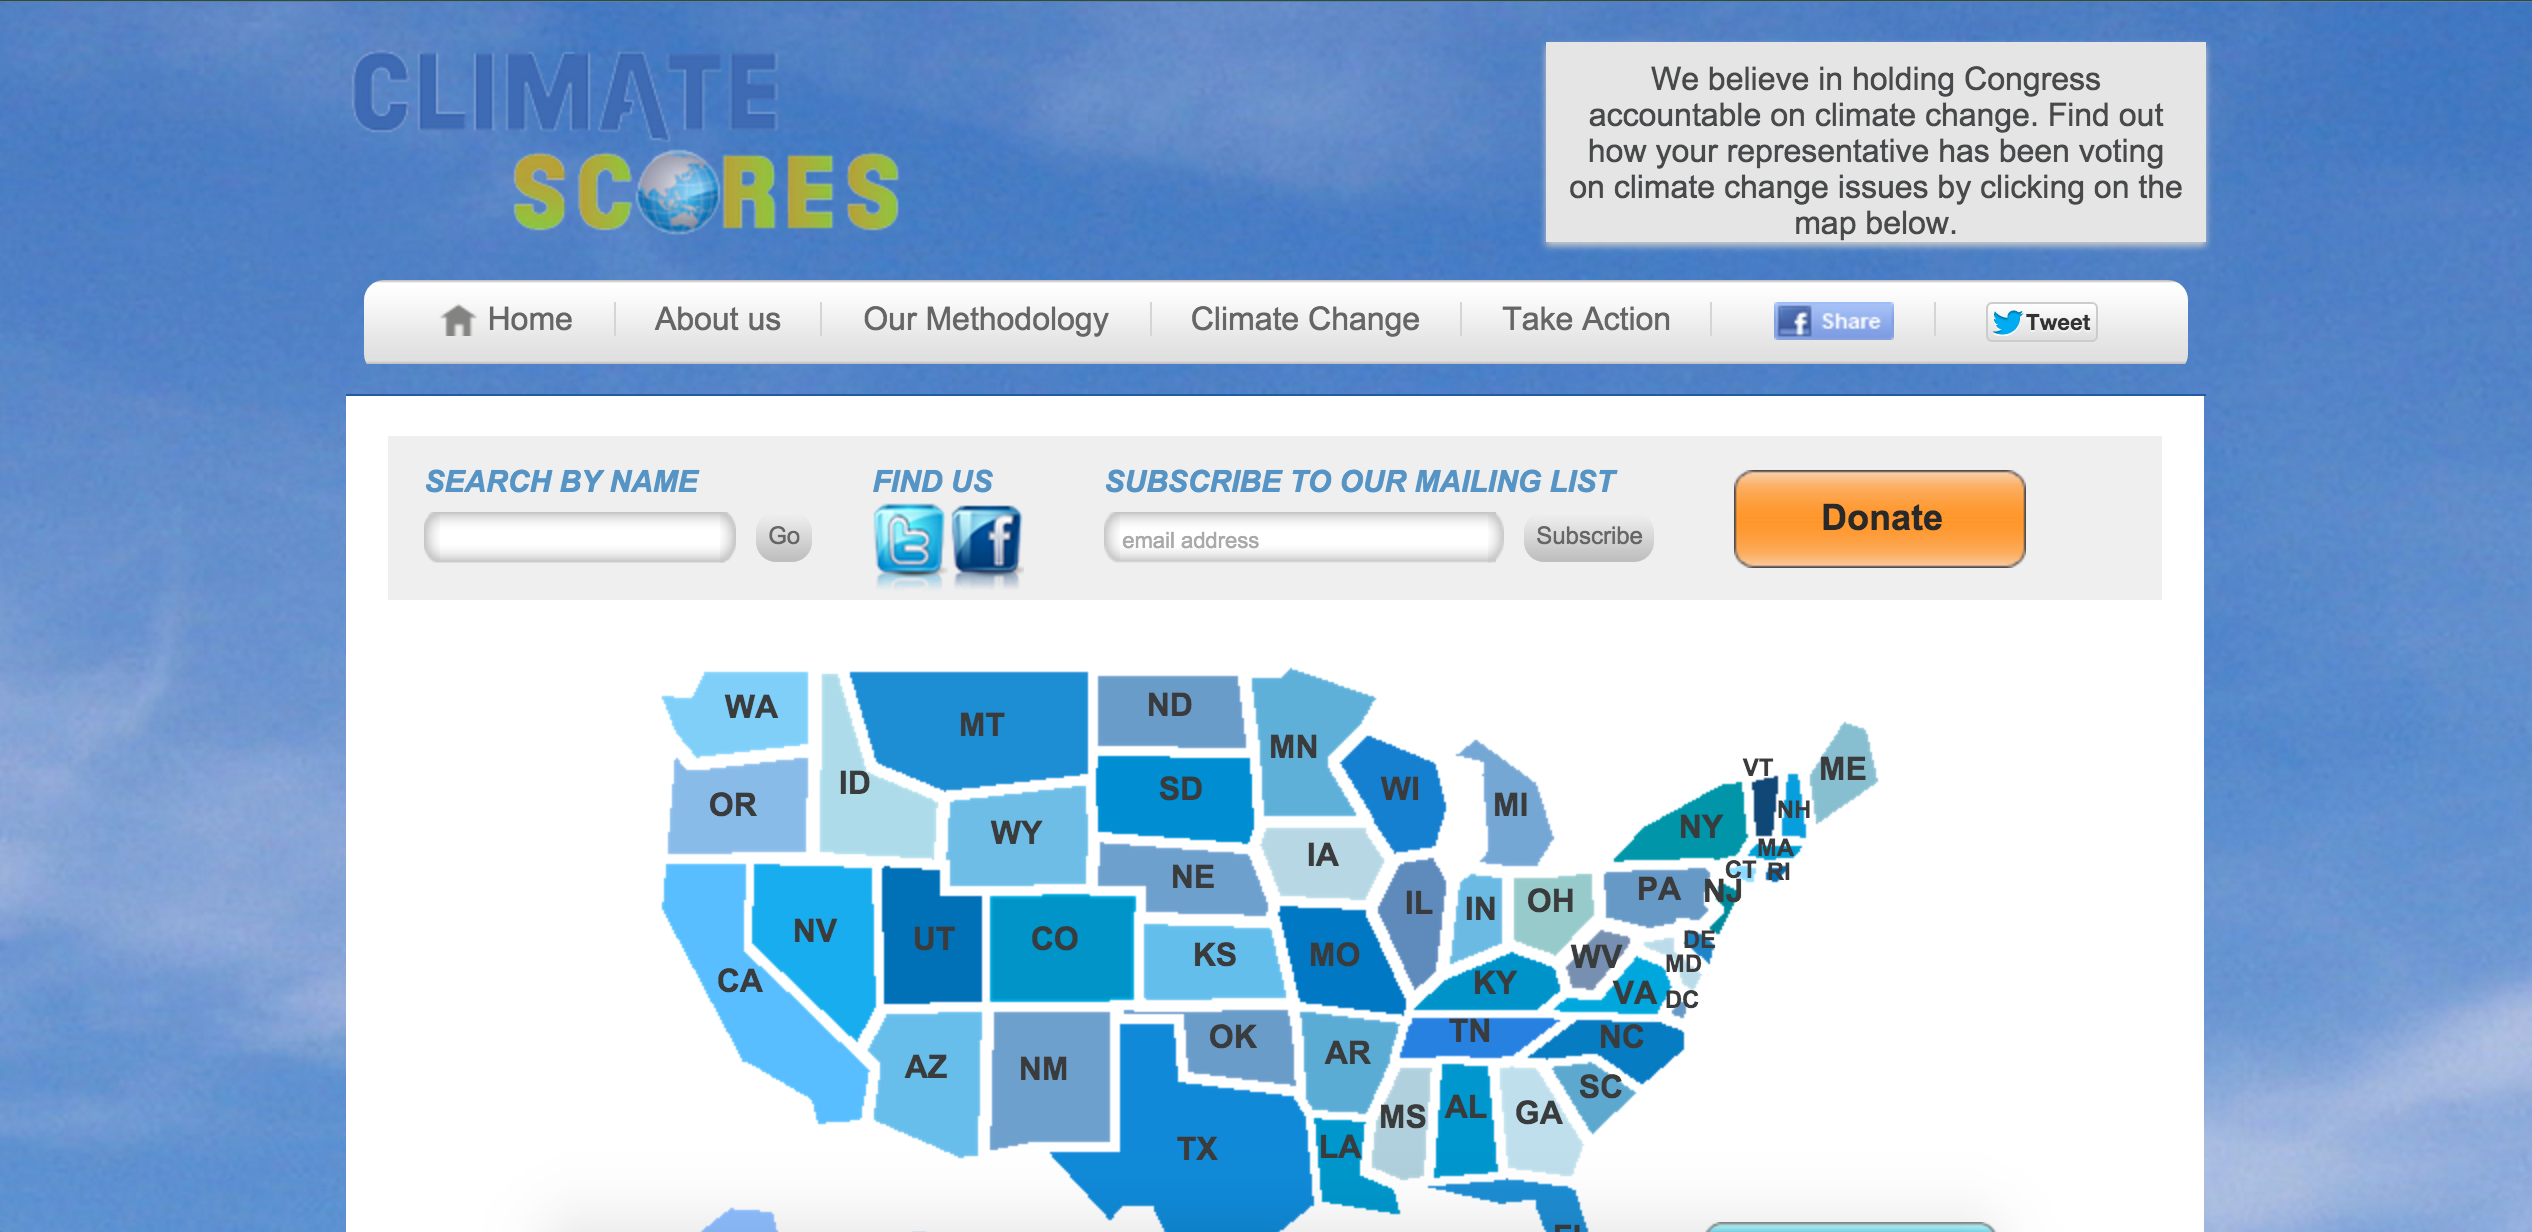 CLIMATE
SCORES
We believe in holding Congress
accountable on climate change. Find out
how your representative has been voting
on climate change issues by clicking on the
map below.
Home
About us
Our Methodology
Climate Change
Take Action
f Share
Tweet
SEARCH BY NAME
FIND US
SUBSCRIBE TO OUR MAILING LIST
Donate
Go
t
f
email address
Subscribe
WA
MT
ND
MN
ID
OR
WY
SD
WI
MI
VT
ME
NH
NY
MA
CT
RI
NE
IA
IL
IN
OH
PA
NJ
NV
UT
CO
KS
MO
KY
WV
VA
DE
MD
DC
CA
AZ
NM
OK
AR
TN
NC
SC
TX
LA
MS
AL
GA